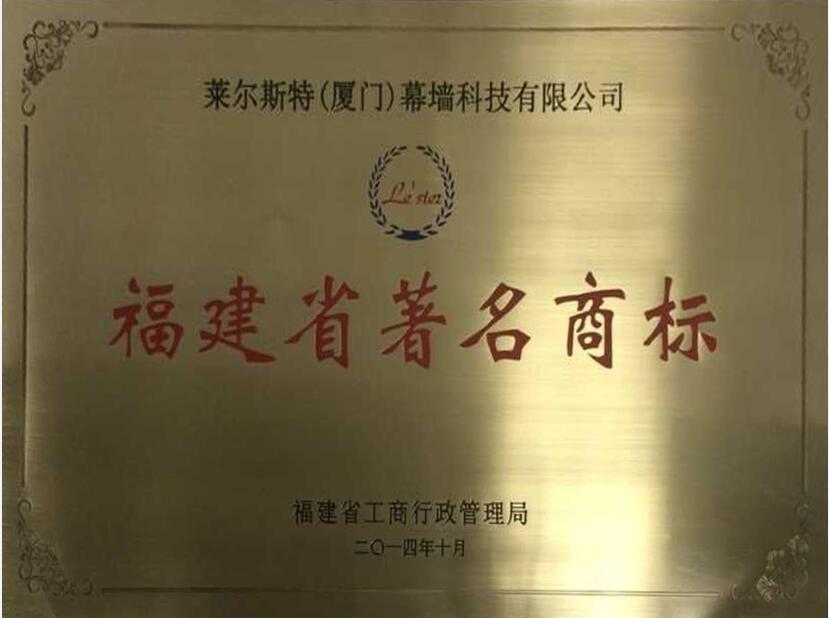 莱尔斯特(厦门)幕墙科技有限公司
Le'ster
福建省著名商标
福建省工商行政管理局
二〇一四年十月